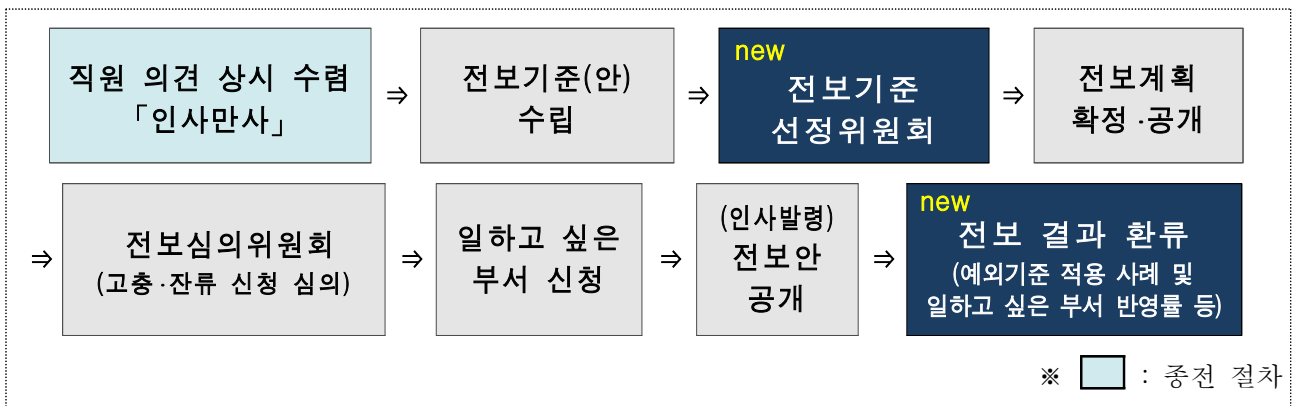 직원 의견 상시 수렴
「인사만사」
⇒
전보기준(안)
수립
⇒
new
전보기준
선정위원회
⇒
전보계획
확정·공개
⇒
전보심의위원회
(고충·잔류 신청 심의)
⇒
일하고 싶은
부서 신청
⇒
(인사발령)
전보안
공개
⇒
new
전보 결과 환류
(예외기준 적용 사례 및
일하고 싶은 부서 반영률 등)
※ : 종전 절차